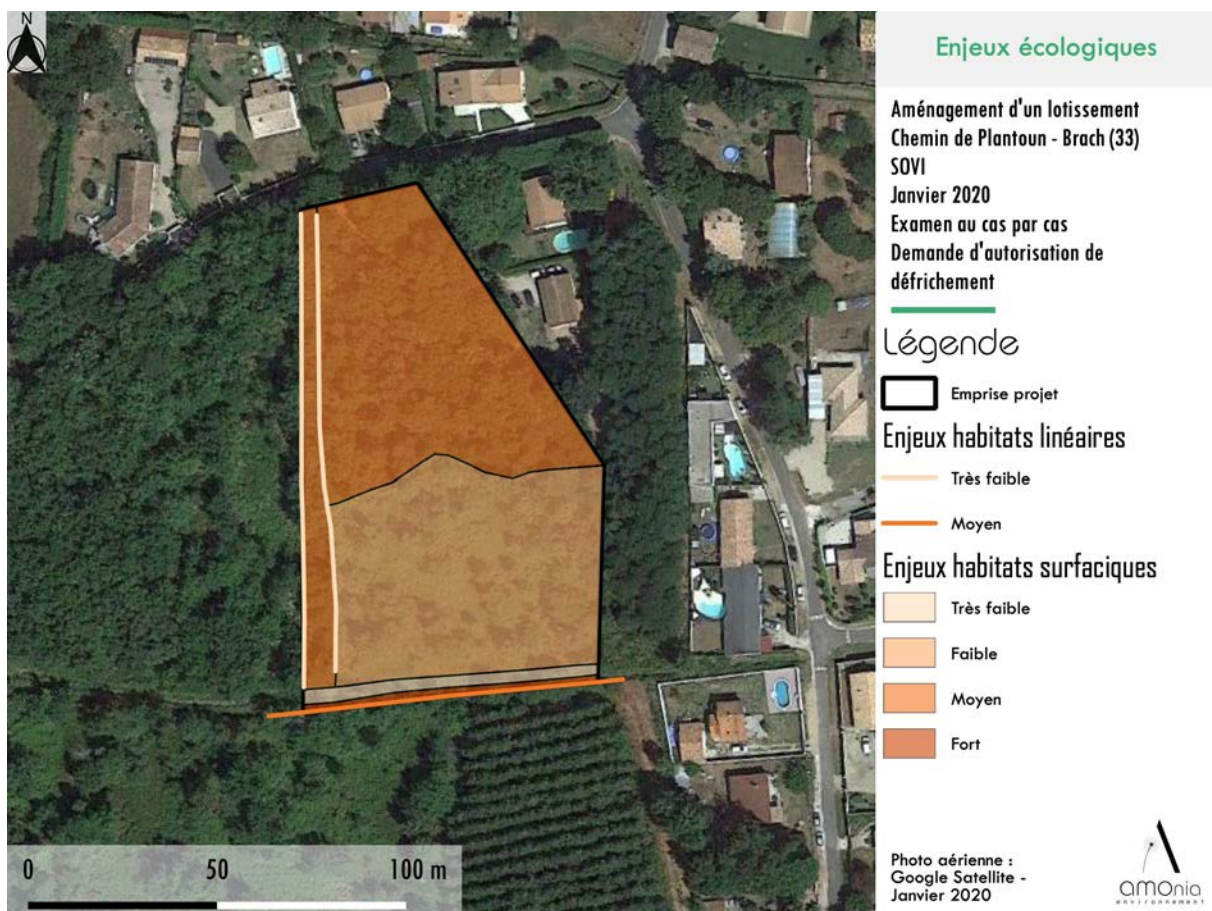 N
Enjeux écologiques
Aménagement d'un lotissement
Chemin de Plantoun - Brach (33)
SOVI
Janvier 2020
Examen au cas par cas
Demande d'autorisation de
défrichement
Légende
Emprise projet
Enjeux habitats linéaires
Très faible
Moyen
Enjeux habitats surfaciques
Très faible
Faible
Moyen
Fort
0 50 100 m
Photo aérienne :
Google Satellite -
Janvier 2020
amonia
environnement